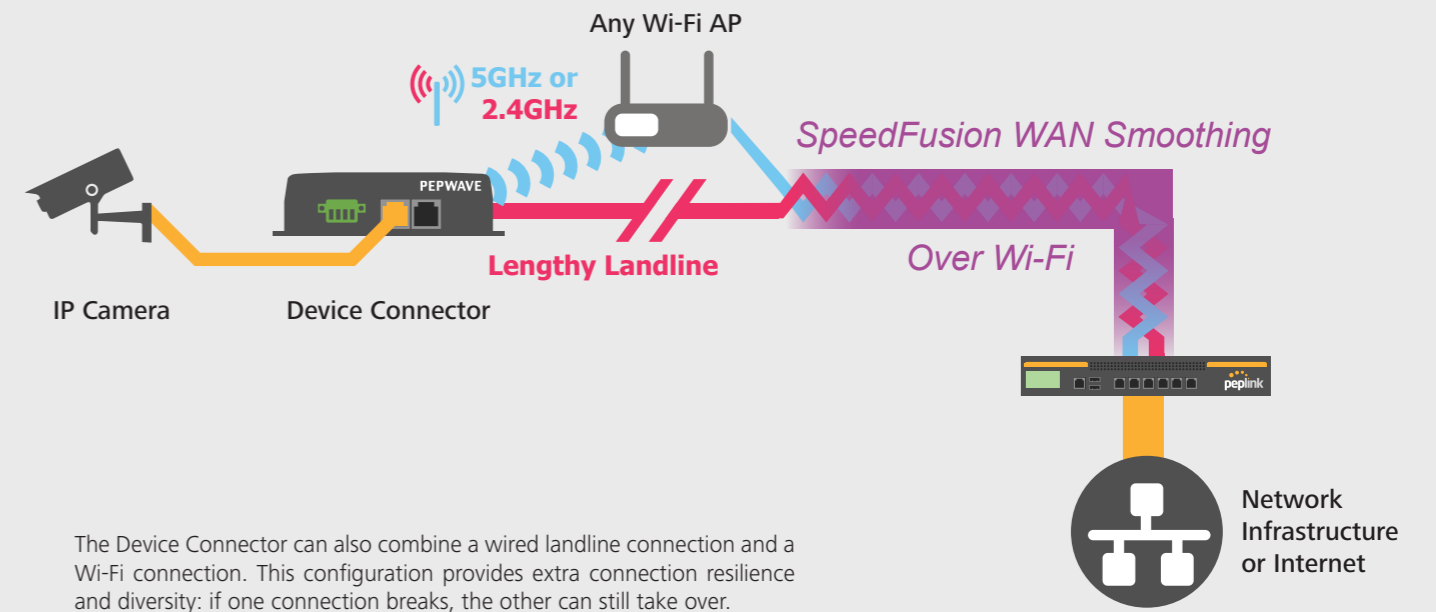 Any Wi-Fi AP
5GHz or
2.4GHz
SpeedFusion WAN Smoothing
PEPWAVE
Lengthy Landline
Over Wi-Fi
IP Camera
Device Connector
peplink
Network
Infrastructure
or Internet
The Device Connector can also combine a wired landline connection and a
Wi-Fi connection. This configuration provides extra connection resilience
and diversity: if one connection breaks, the other can still take over.